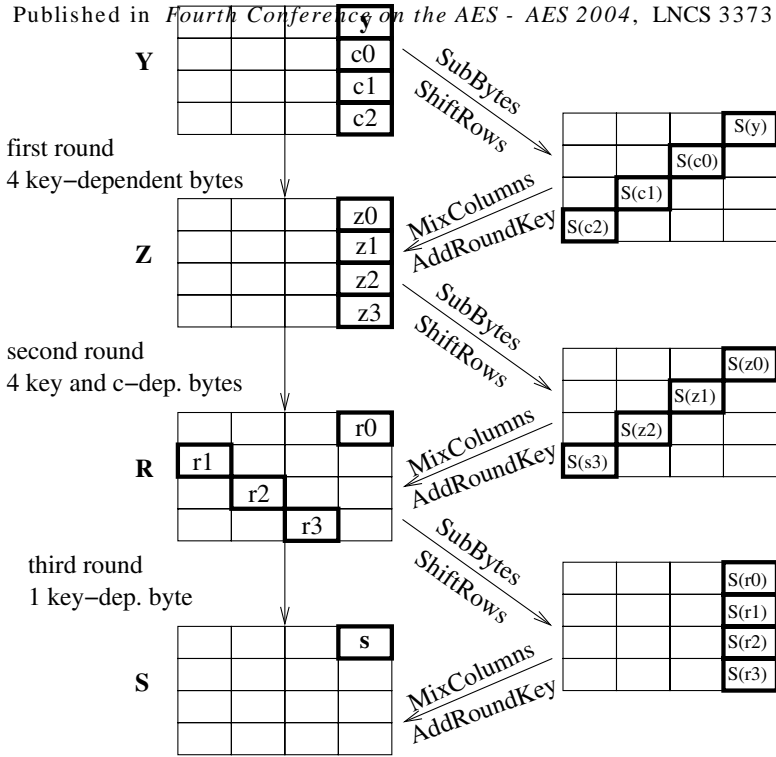 Published in Fourth Conference on the AES - AES 2004, LNCS 3373
y
Y
c0
c1
c2
SubBytes
ShiftRows
S(y)
S(c0)
S(c1)
S(c2)
first round
4 key-dependent bytes
MixColumns
AddRoundKey
Z
z0
z1
z2
z3
SubBytes
ShiftRows
S(z0)
S(z1)
S(z2)
S(s3)
second round
4 key and c-dep. bytes
MixColumns
AddRoundKey
R
r0
r1
r2
r3
SubBytes
ShiftRows
S(r0)
S(r1)
S(r2)
S(r3)
third round
1 key-dep. byte
MixColumns
AddRoundKey
S
s